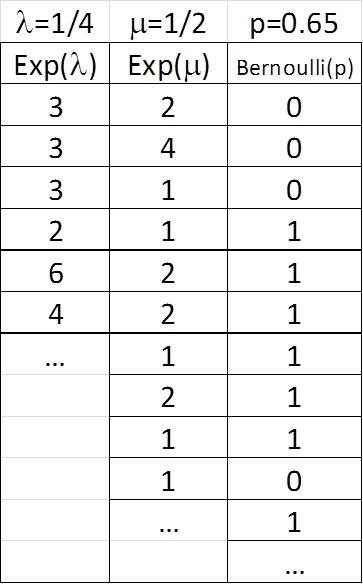 λ=1/4 μ=1/2 p=0.65
Exp(λ) Exp(μ) Bernoulli(p)
3 2 0
3 4 0
3 1 0
2 1 1
6 2 1
4 2 1
... 1 1
2 1
1 1
1 0
... 1
...